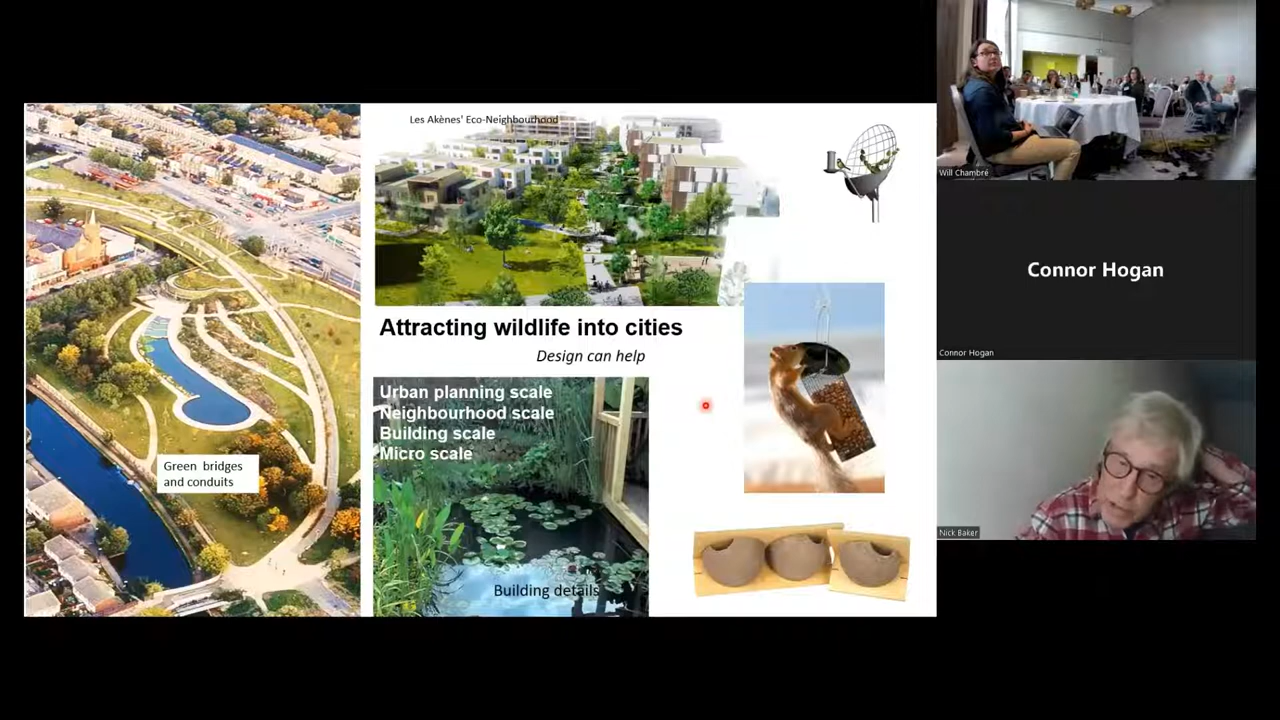 Les Akènes' Eco-Neighbourhood
Attracting wildlife into cities
Design can help
Urban planning scale
Neighbourhood scale
Building scale
Micro scale
Green bridges
and conduits
Building details
Will Chambré
Connor Hogan
Connor Hogan
Nick Baker